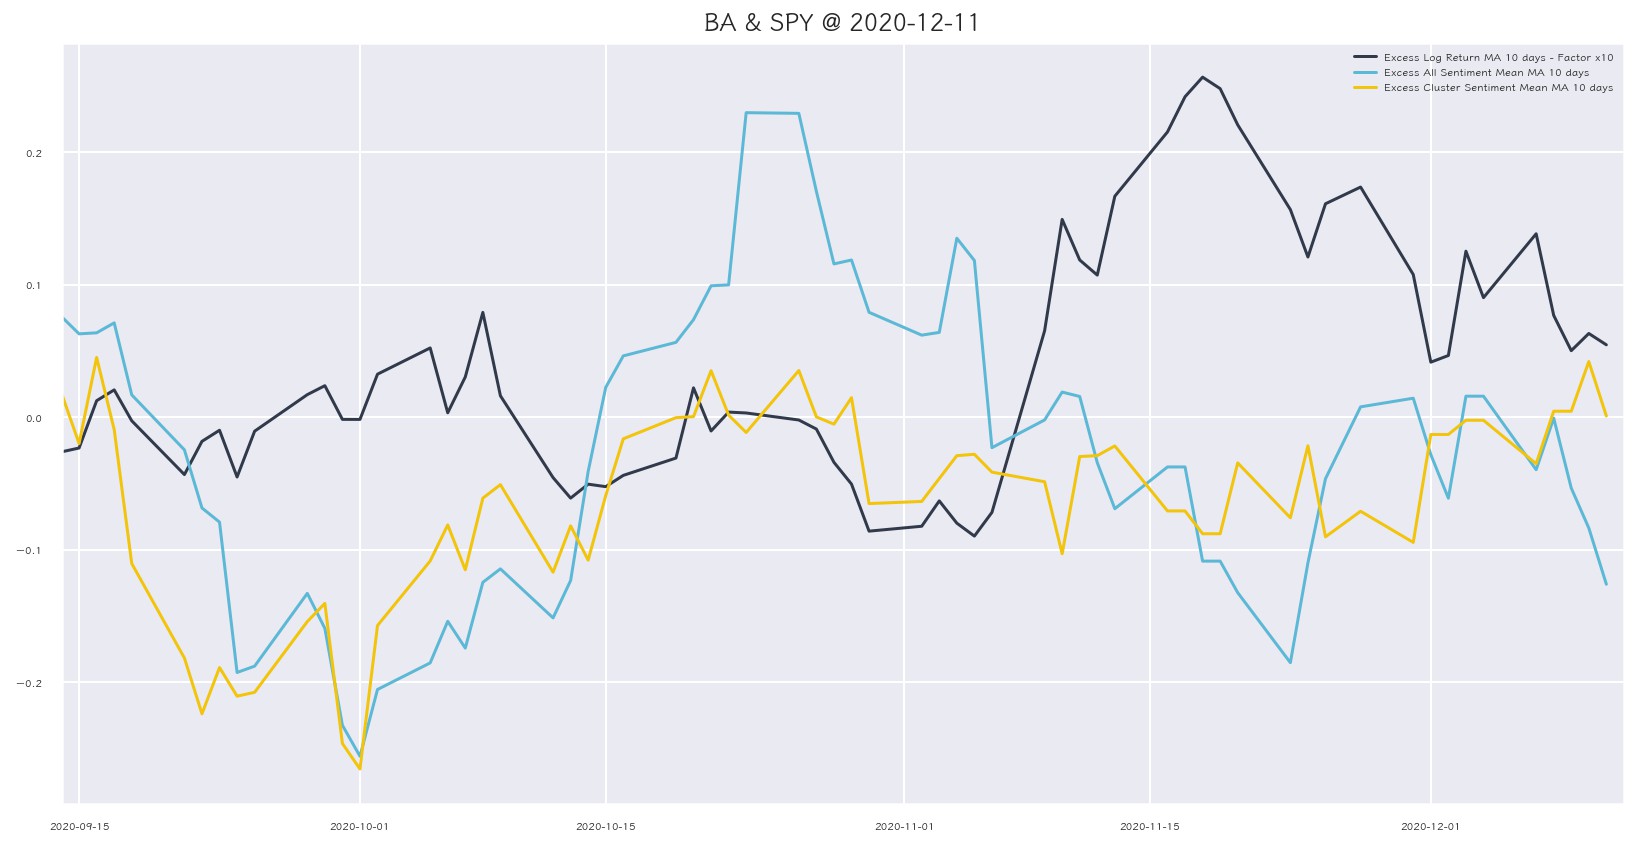 BA & SPY @ 2020-12-11
Excess Log Return MA 10 days - Factor x10
Excess All Sentiment Mean MA 10 days
Excess Cluster Sentiment Mean MA 10 days
0.2
0.1
0.0
−0.1
−0.2
2020-09-15 2020-10-01 2020-10-15 2020-11-01 2020-11-15 2020-12-01